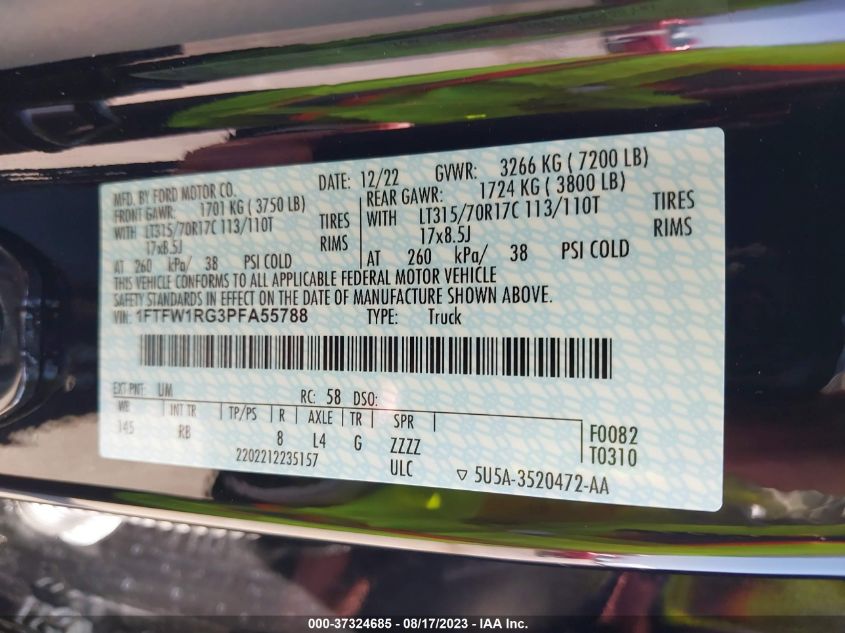 MFD. BY FORD MOTOR CO.
DATE: 12/22 GVWR: 3266 KG ( 7200 LB)
FRONT GAWR: 1701 KG ( 3750 LB) REAR GAWR: 1724 KG ( 3800 LB)
WITH LT315/70R17C 113/110T TIRES WITH LT315/70R17C 113/110T TIRES
17x8.5J RIMS 17x8.5J RIMS
AT 260 kPa/ 38 PSI COLD AT 260 kPa/ 38 PSI COLD
THIS VEHICLE CONFORMS TO ALL APPLICABLE FEDERAL MOTOR VEHICLE
SAFETY STANDARDS IN EFFECT ON THE DATE OF MANUFACTURE SHOWN ABOVE.
VIN: 1FTFW1RG3PFA55788 TYPE: Truck
EXT PNT: UM RC: 58 DSO:
WB INT TR TP/PS R AXLE TR SPR
145 RB 8 L4 G ZZZZ F0082
2202212235157 ULC T0310
5U5A-3520472-AA
000-37324685 - 08/17/2023 - IAA Inc.